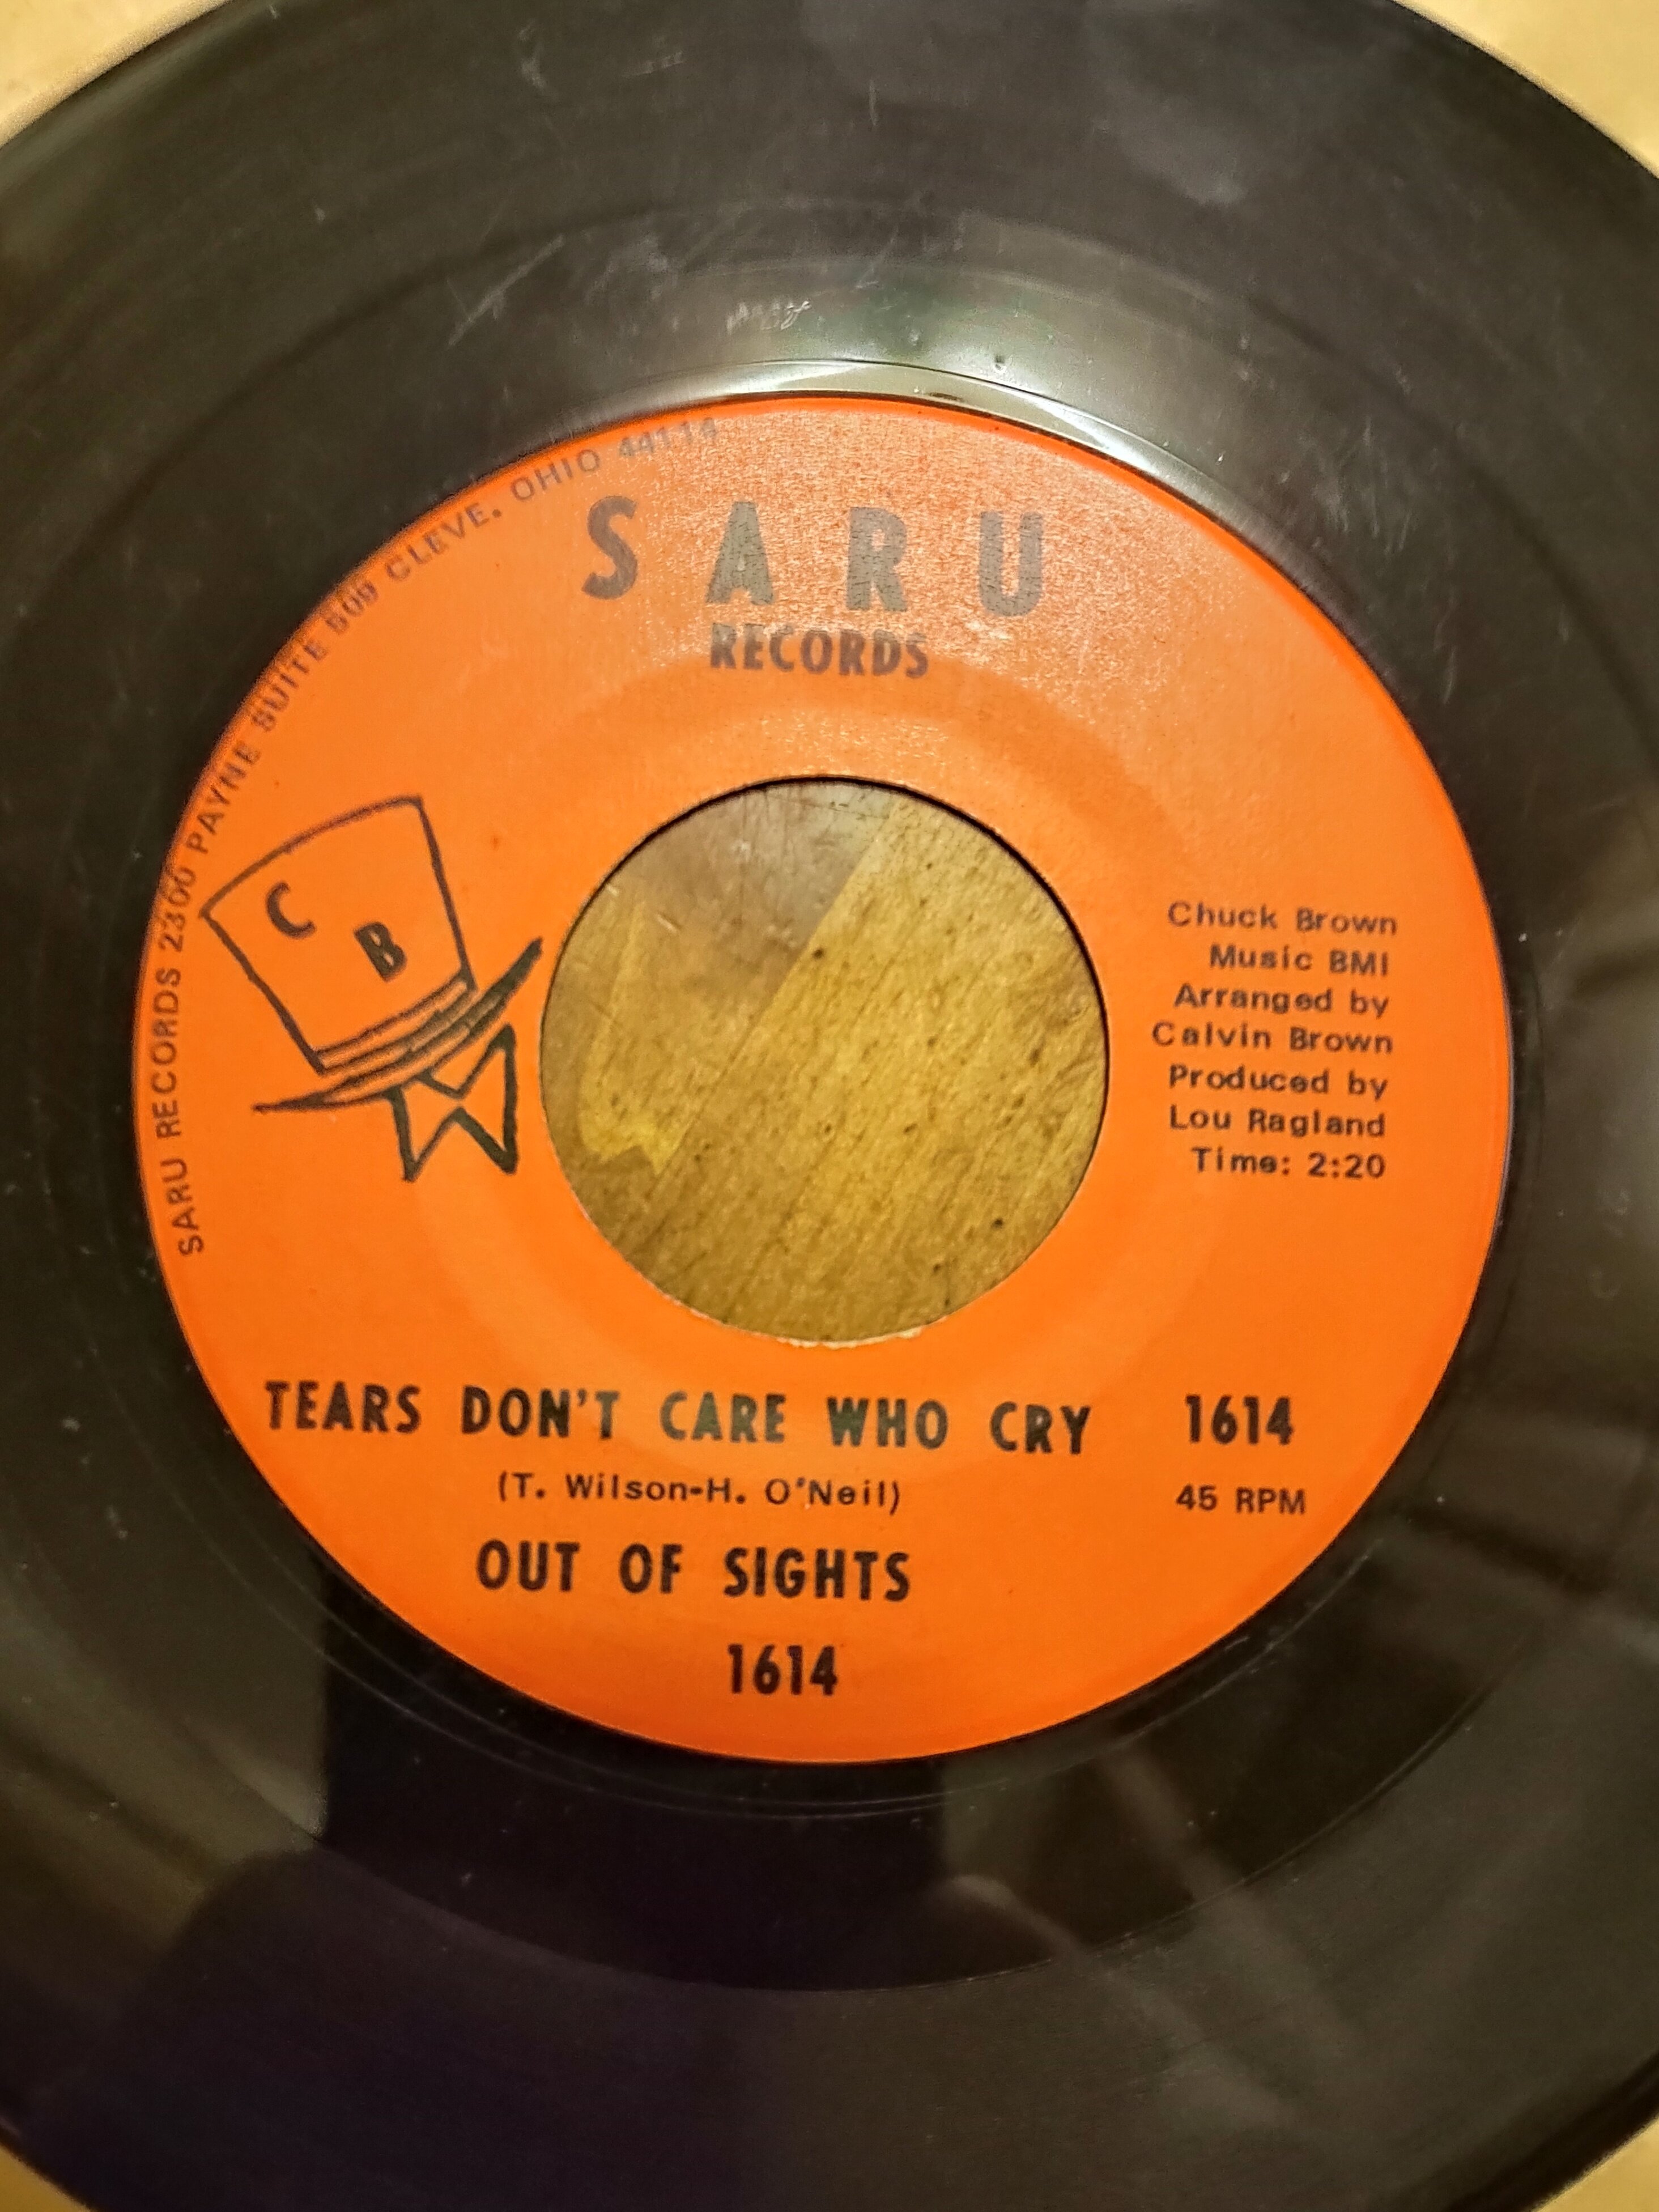 SARU RECORDS 2300 PAYNE SUITE 509 CLEVE. OHIO 44114
SARU
RECORDS
C
B
Chuck Brown
Music BMI
Arranged by
Calvin Brown
Produced by
Lou Ragland
Time: 2:20
TEARS DON'T CARE WHO CRY 1614
(T. Wilson-H. O'Neil) 45 RPM
OUT OF SIGHTS
1614